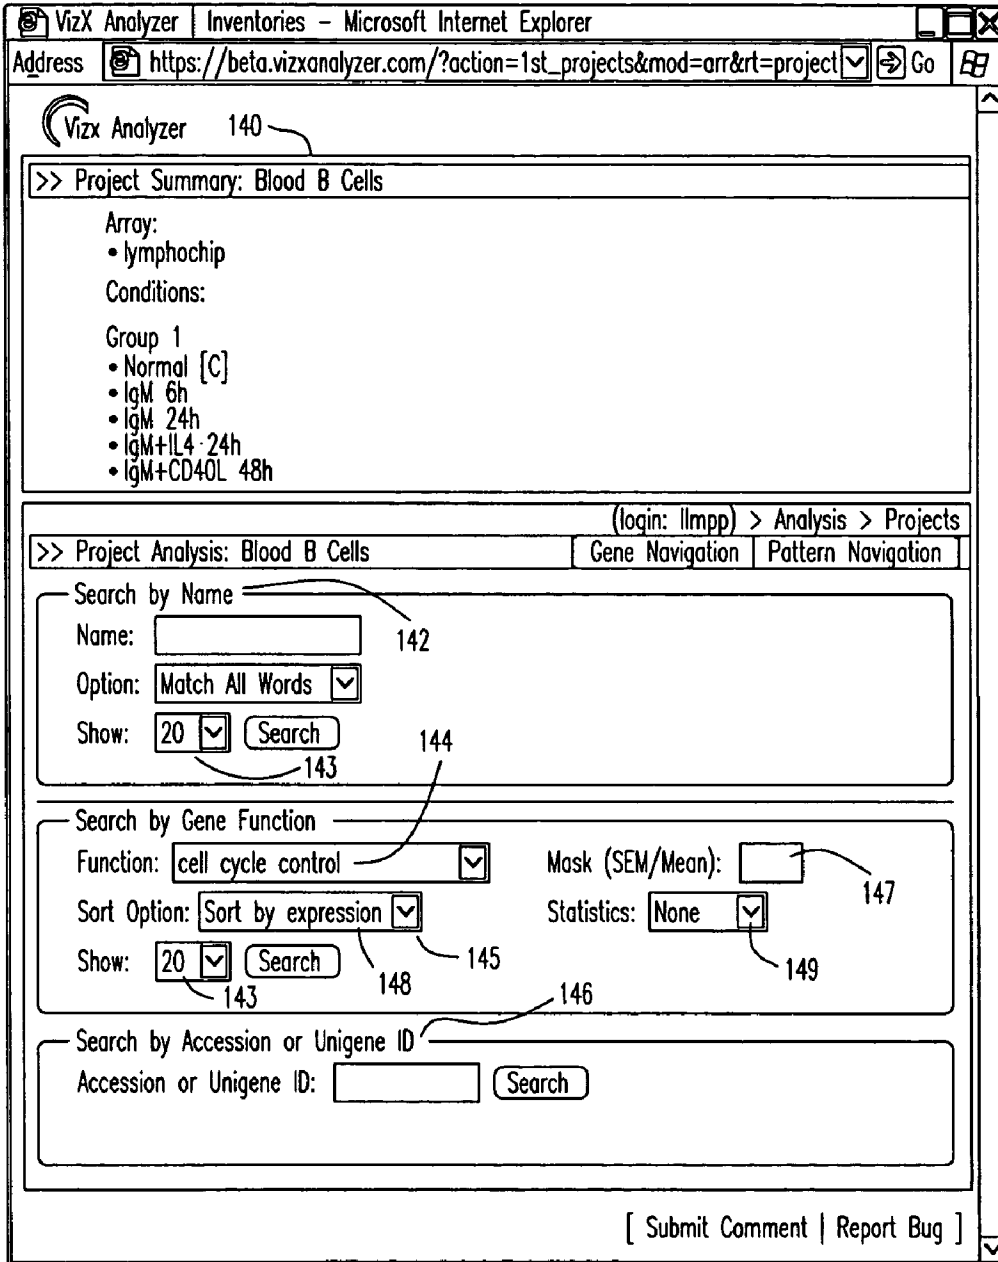 VizX Analyzer | Inventories – Microsoft Internet Explorer
Address https://beta.vizxanalyzer.com/?action=1st_projects&mod=arr&rt=project Go
Vizx Analyzer 140
>> Project Summary: Blood B Cells
Array:
• lymphochip
Conditions:
Group 1
• Normal [C]
• IgM 6h
• IgM 24h
• IgM+IL4 24h
• IgM+CD40L 48h
(login: llmpp) > Analysis > Projects
>> Project Analysis: Blood B Cells Gene Navigation | Pattern Navigation
Search by Name
142
Name:
Option: Match All Words
Show: 20 Search
143
144
Search by Gene Function
Function: cell cycle control Mask (SEM/Mean):
147
Sort Option: Sort by expression Statistics: None
145
148
149
Show: 20 Search
143
146
Search by Accession or Unigene ID
Accession or Unigene ID: Search
[ Submit Comment | Report Bug ]